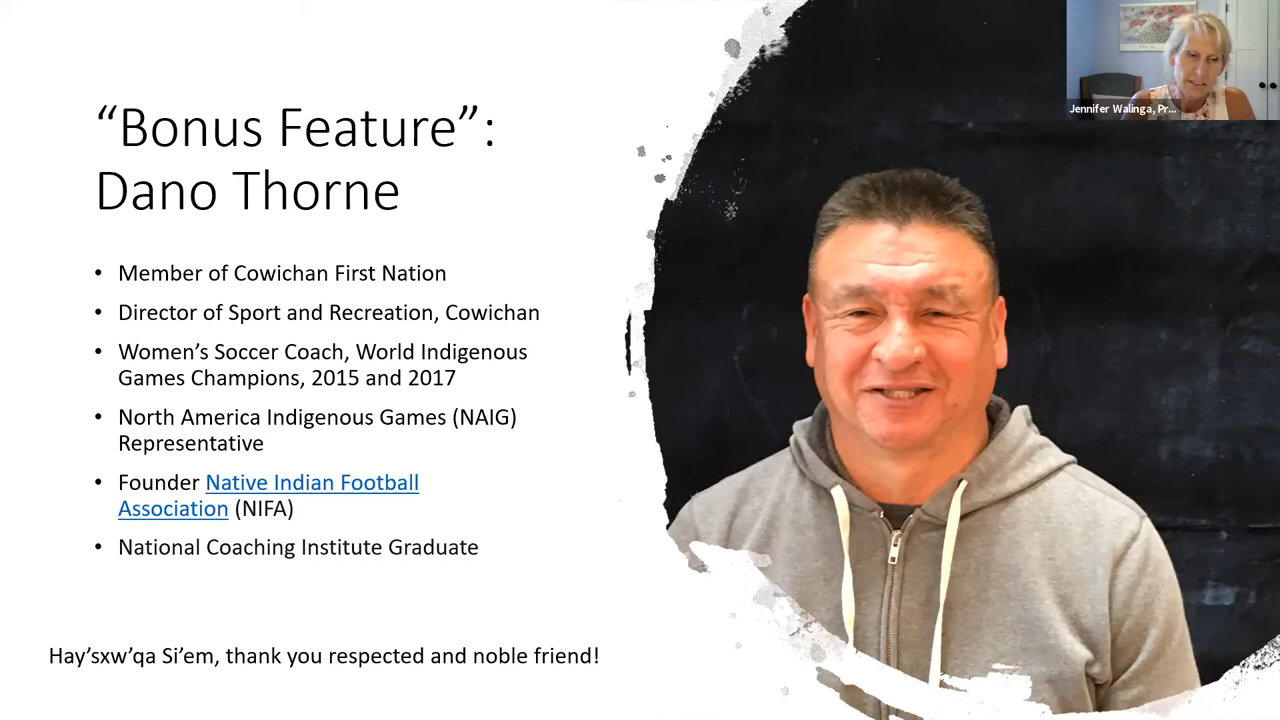 “Bonus Feature”:
Dano Thorne
• Member of Cowichan First Nation
• Director of Sport and Recreation, Cowichan
• Women’s Soccer Coach, World Indigenous
Games Champions, 2015 and 2017
• North America Indigenous Games (NAIG)
Representative
• Founder Native Indian Football
Association (NIFA)
• National Coaching Institute Graduate
Hay’sxw’qa Si’em, thank you respected and noble friend!
Jennifer Walinga, Pr...